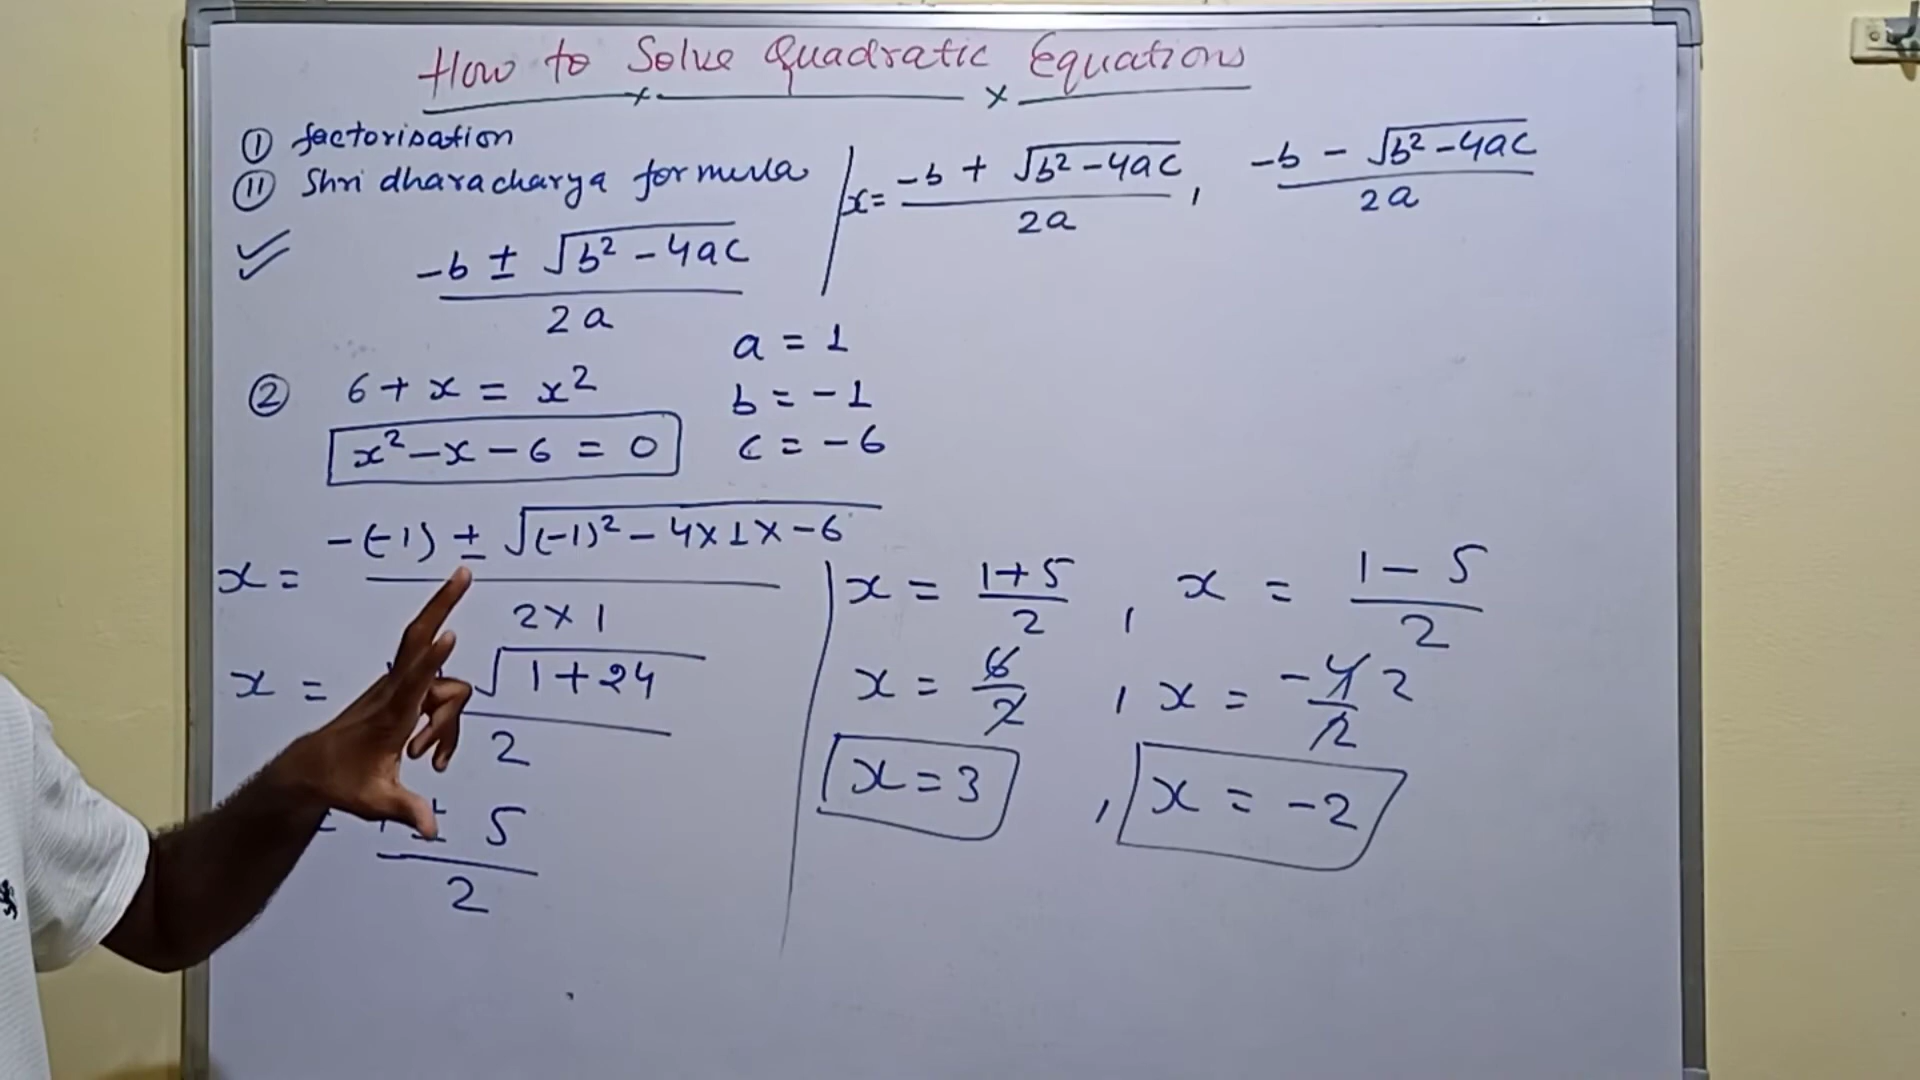 How to Solve Quadratic Equations
① factorisation
⑪ Shri dharacharya formula
-b ± √b² - 4ac
2a
x = -b + √b² - 4ac / 2a , -b - √b² - 4ac / 2a
② 6 + x = x²
x² - x - 6 = 0
a = 1
b = -1
c = -6
x = -(-1) ± √(-1)² - 4 x 1 x - 6
2 x 1
x = √1 + 24
2
± 5
2
x = 1+5 / 2 , x = 1 - 5 / 2
x = 6 / 2 , x = -4 / 2 2
x = 3 , x = -2